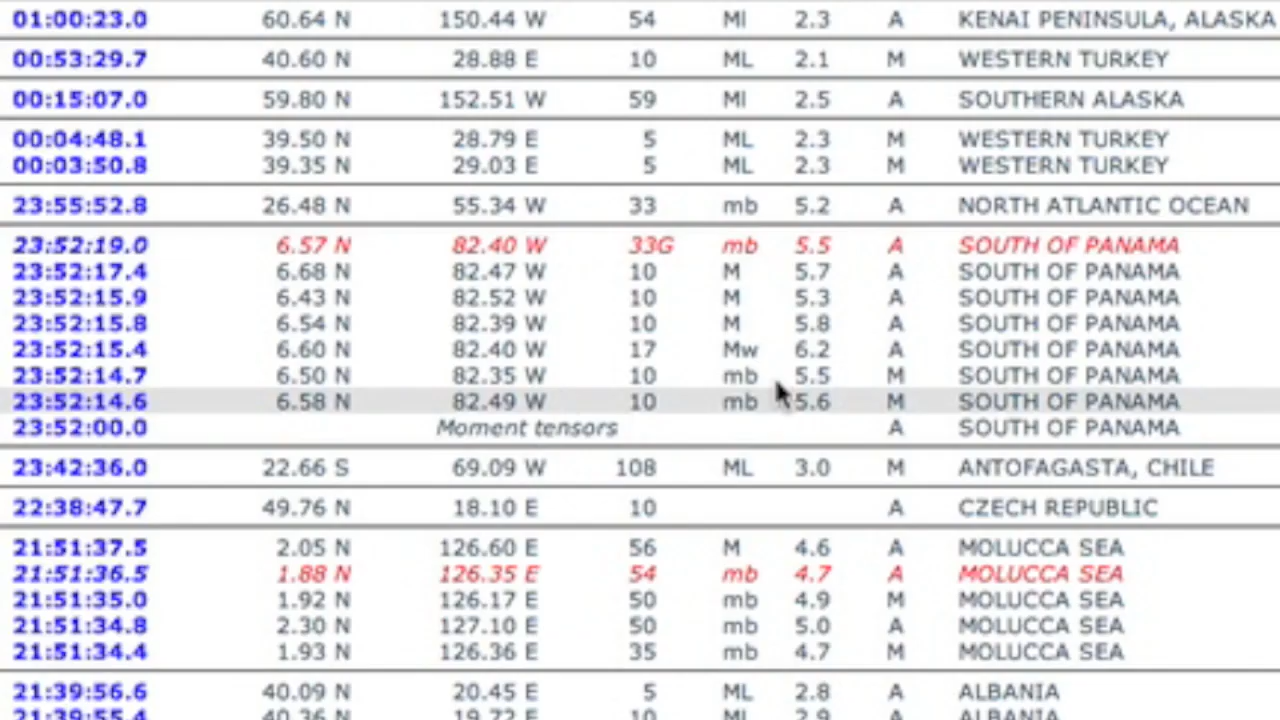 01:00:23.0 60.64 N 150.44 W 54 Ml 2.3 A KENAI PENINSULA, ALASKA
00:53:29.7 40.60 N 28.88 E 10 ML 2.1 M WESTERN TURKEY
00:15:07.0 59.80 N 152.51 W 59 Ml 2.5 A SOUTHERN ALASKA
00:04:48.1 39.50 N 28.79 E 5 ML 2.3 M WESTERN TURKEY
00:03:50.8 39.35 N 29.03 E 5 ML 2.3 M WESTERN TURKEY
23:55:52.8 26.48 N 55.34 W 33 mb 5.2 A NORTH ATLANTIC OCEAN
23:52:19.0 6.57 N 82.40 W 33G mb 5.5 A SOUTH OF PANAMA
23:52:17.4 6.68 N 82.47 W 10 M 5.7 A SOUTH OF PANAMA
23:52:15.9 6.43 N 82.52 W 10 M 5.3 A SOUTH OF PANAMA
23:52:15.8 6.54 N 82.39 W 10 M 5.8 A SOUTH OF PANAMA
23:52:15.4 6.60 N 82.40 W 17 Mw 6.2 A SOUTH OF PANAMA
23:52:14.7 6.50 N 82.35 W 10 mb 5.5 M SOUTH OF PANAMA
23:52:14.6 6.58 N 82.49 W 10 mb 5.6 M SOUTH OF PANAMA
23:52:00.0 Moment tensors A SOUTH OF PANAMA
23:42:36.0 22.66 S 69.09 W 108 ML 3.0 M ANTOFAGASTA, CHILE
22:38:47.7 49.76 N 18.10 E 10 A CZECH REPUBLIC
21:51:37.5 2.05 N 126.60 E 56 M 4.6 A MOLUCCA SEA
21:51:36.5 1.88 N 126.35 E 54 mb 4.7 A MOLUCCA SEA
21:51:35.0 1.92 N 126.17 E 50 mb 4.9 M MOLUCCA SEA
21:51:34.8 2.30 N 127.10 E 50 mb 5.0 A MOLUCCA SEA
21:51:34.4 1.93 N 126.36 E 35 mb 4.7 M MOLUCCA SEA
21:39:56.6 40.09 N 20.45 E 5 ML 2.8 A ALBANIA
21:39:55.4 40.36 N 19.72 E 10 ML 2.9 A ALBANIA